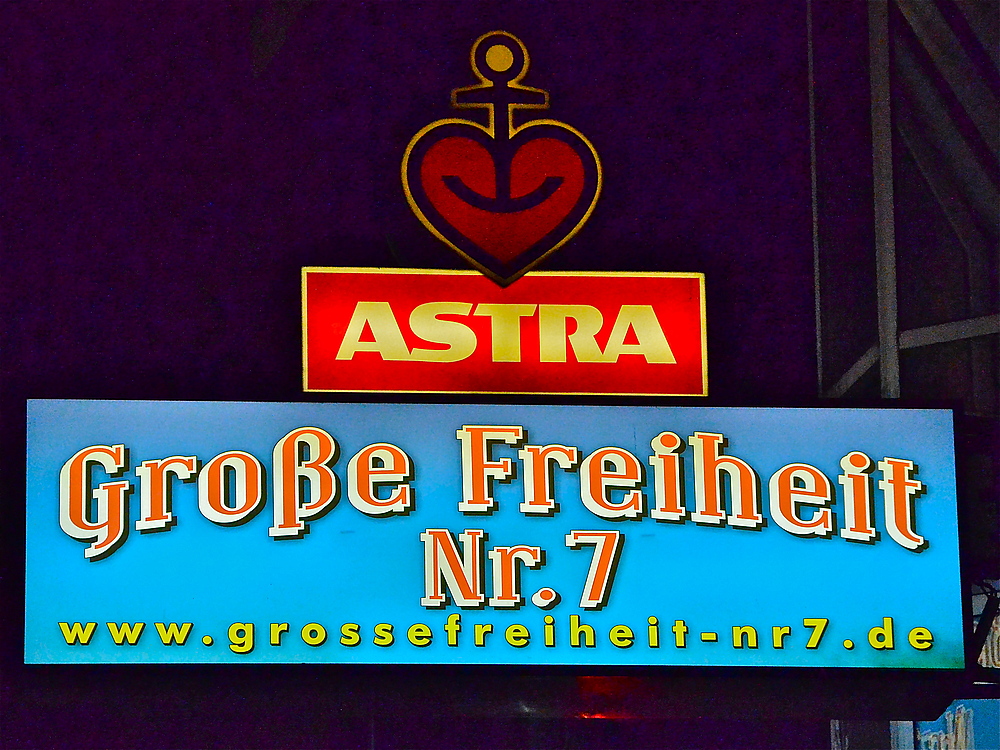 ASTRA
Große Freiheit
Nr. 7
www.grossefreiheit-nr7.de